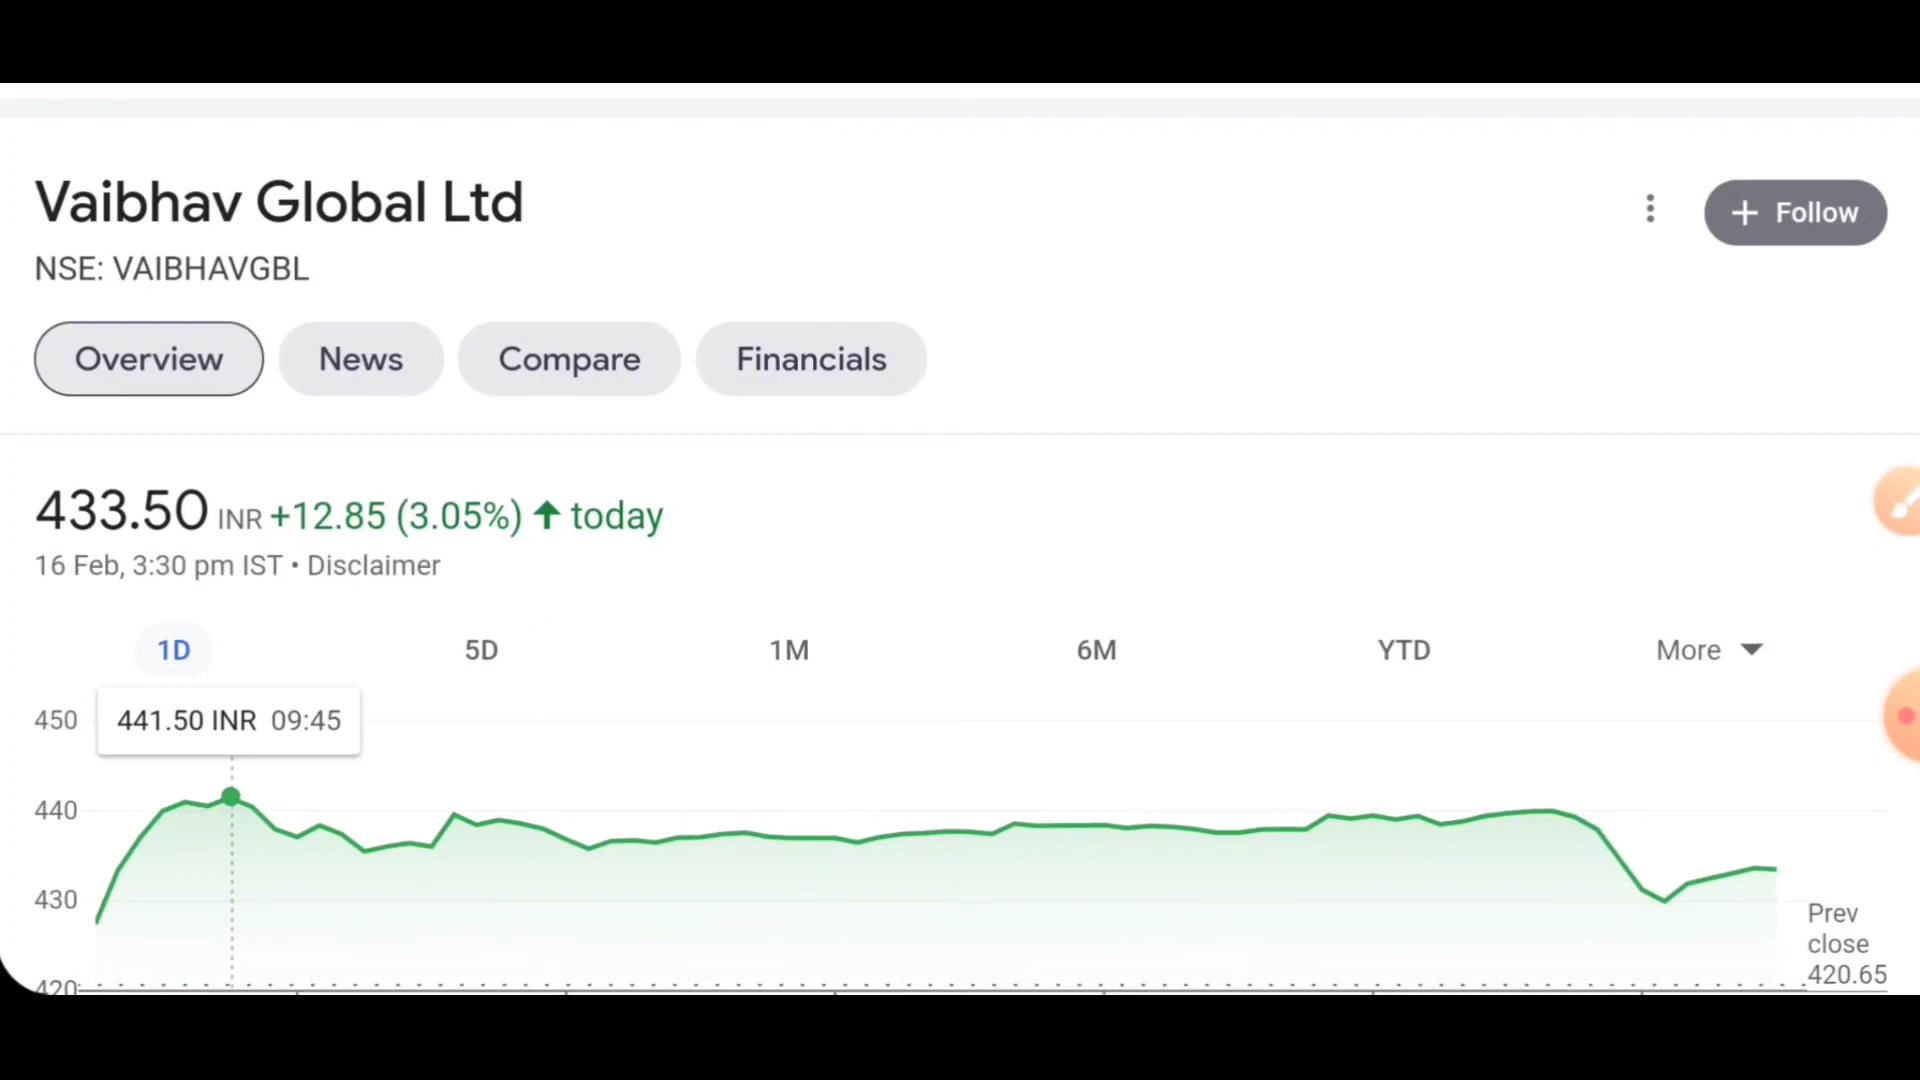 Vaibhav Global Ltd
+ Follow
NSE: VAIBHAVGBL
Overview News Compare Financials
433.50 INR +12.85 (3.05%) ↑ today
16 Feb, 3:30 pm IST • Disclaimer
1D 5D 1M 6M YTD More
450
441.50 INR 09:45
440
430
Prev
close
420.65
420